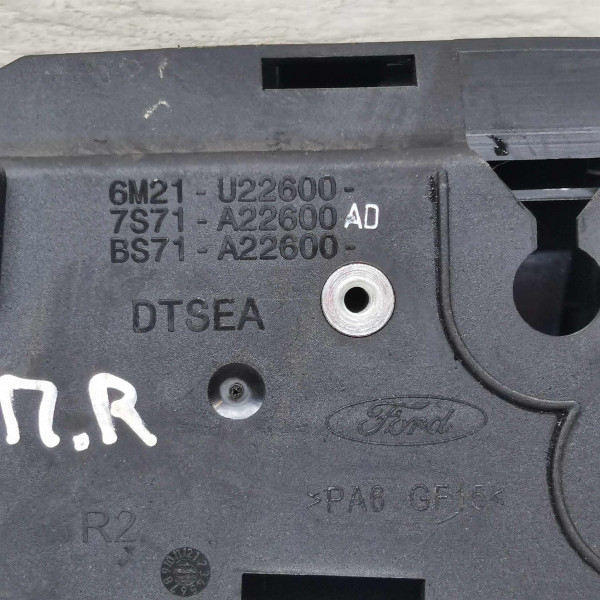 6M21 - U22600 -
7S71 - A22600 AD
BS71 - A22600 -
DTSEA
П.R
Ford
>PA6 GF15<
R2